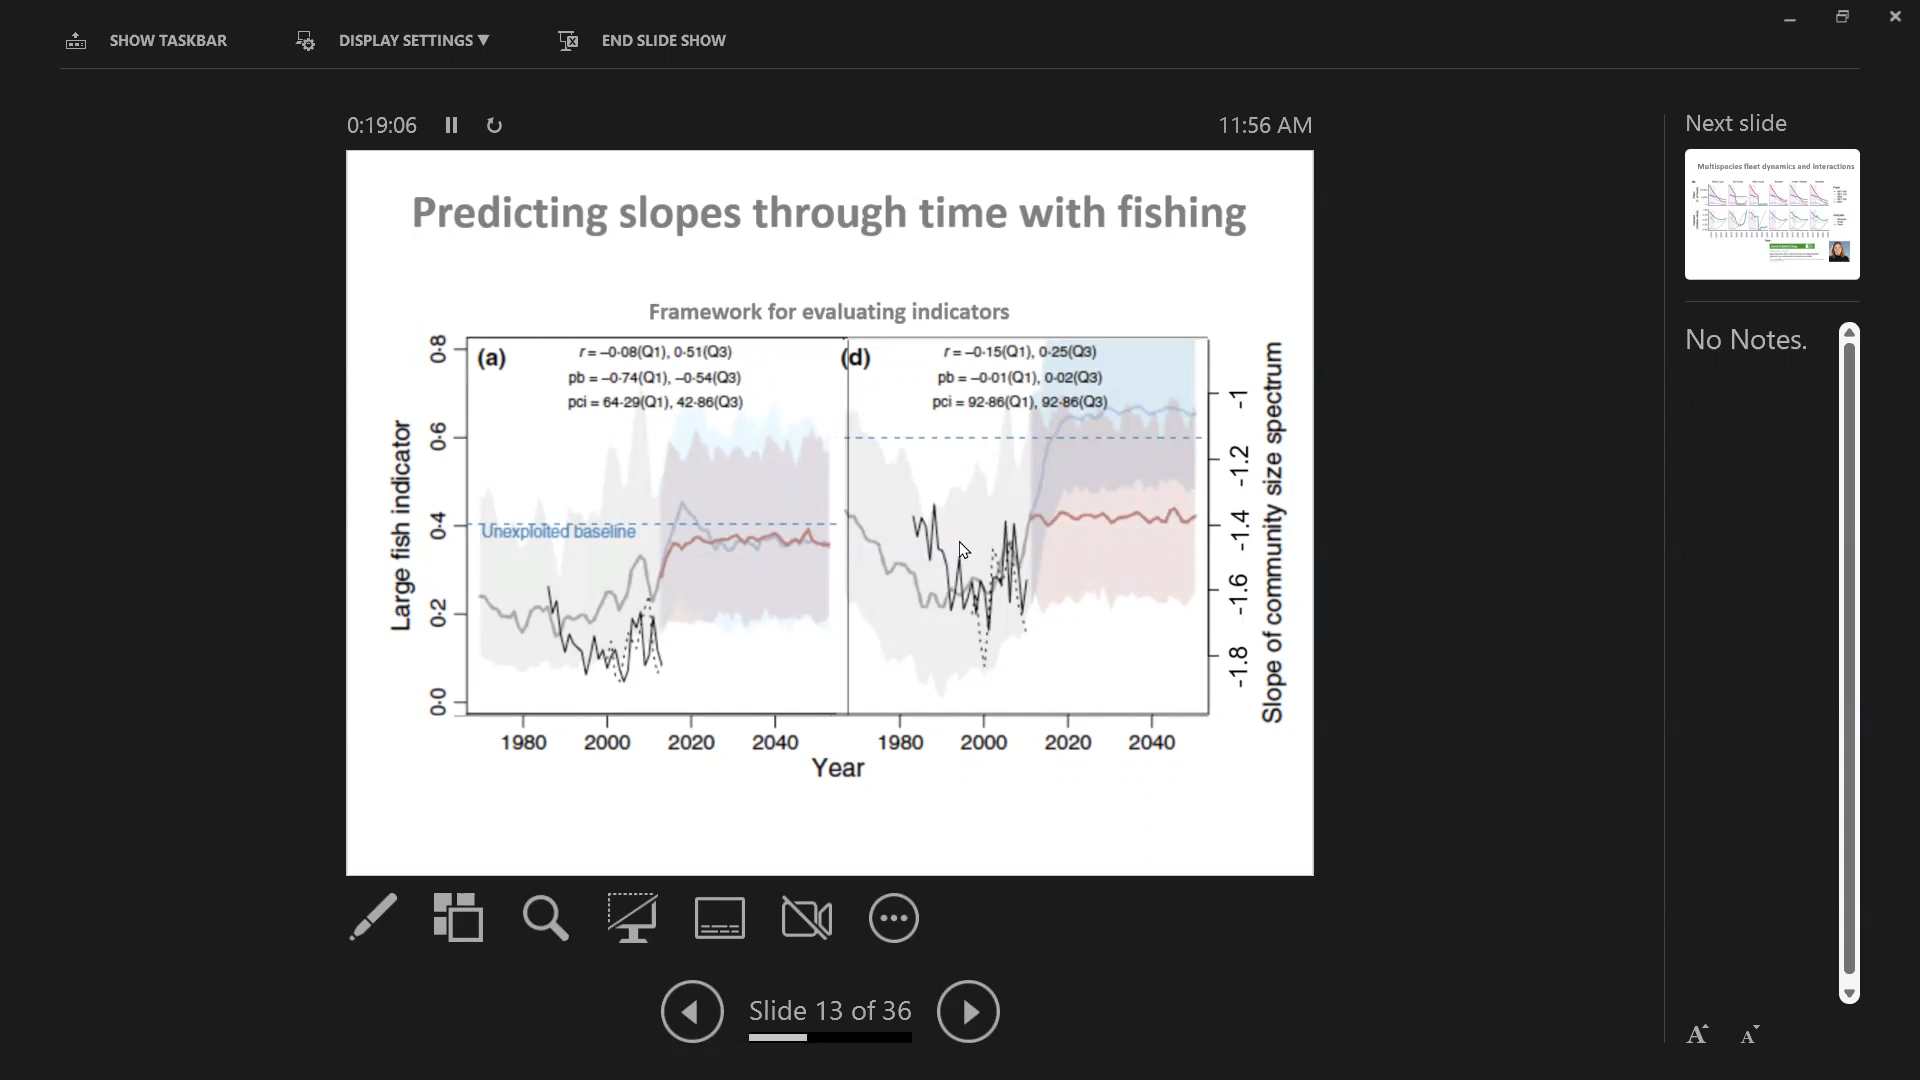 SHOW TASKBAR
DISPLAY SETTINGS ▼
END SLIDE SHOW
0:19:06
11:56 AM
Predicting slopes through time with fishing
Framework for evaluating indicators
Large fish indicator
0·8
0·6
0·4
0·2
0·0
(a)
r = –0·08(Q1), 0·51(Q3)
pb = –0·74(Q1), –0·54(Q3)
pci = 64·29(Q1), 42·86(Q3)
Unexploited baseline
(d)
r = –0·15(Q1), 0·25(Q3)
pb = –0·01(Q1), 0·02(Q3)
pci = 92·86(Q1), 92·86(Q3)
-1
-1.2
-1.4
-1.6
-1.8
Slope of community size spectrum
1980 2000 2020 2040
1980 2000 2020 2040
Year
Slide 13 of 36
Next slide
Multispecies fleet dynamics and interactions
No Notes.
A A